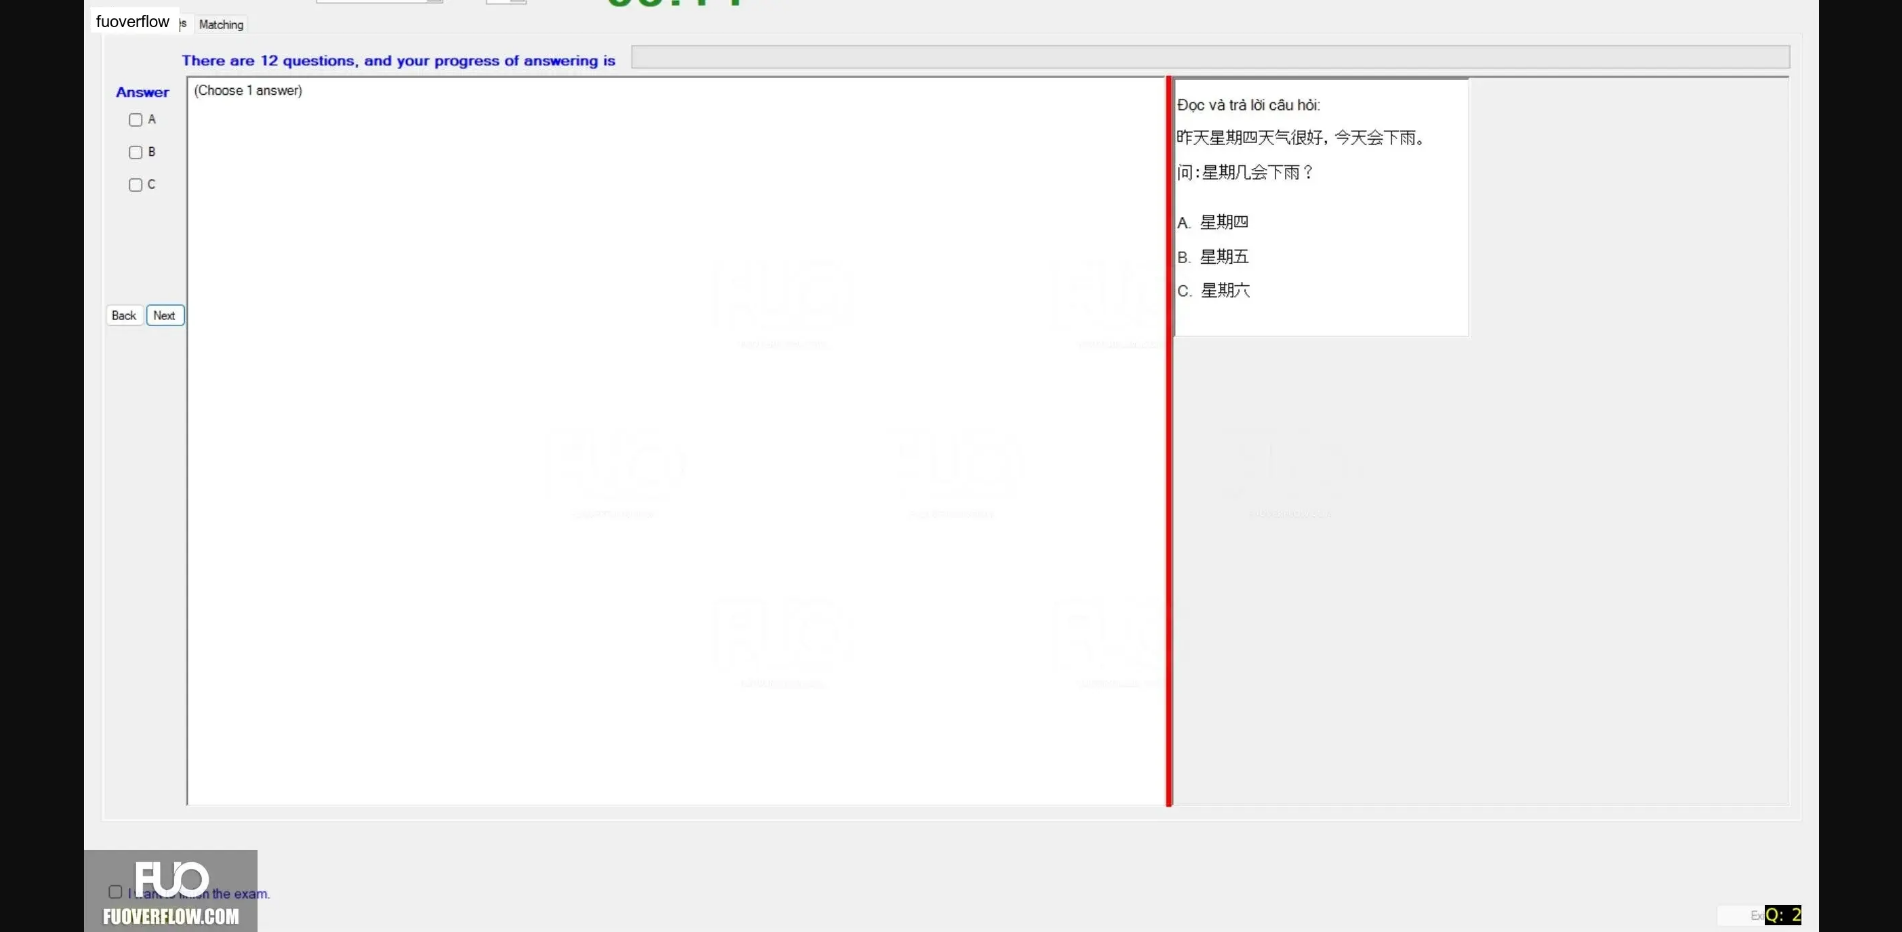 fuoverflow
Matching
There are 12 questions, and your progress of answering is
Answer
(Choose 1 answer)
A
B
C
Back
Next
Đọc và trả lời câu hỏi:
昨天星期四天气很好, 今天会下雨。
问:星期几会下雨？
A. 星期四
B. 星期五
C. 星期六
FUO
the exam.
FUOVERFLOW.COM
Q: 2